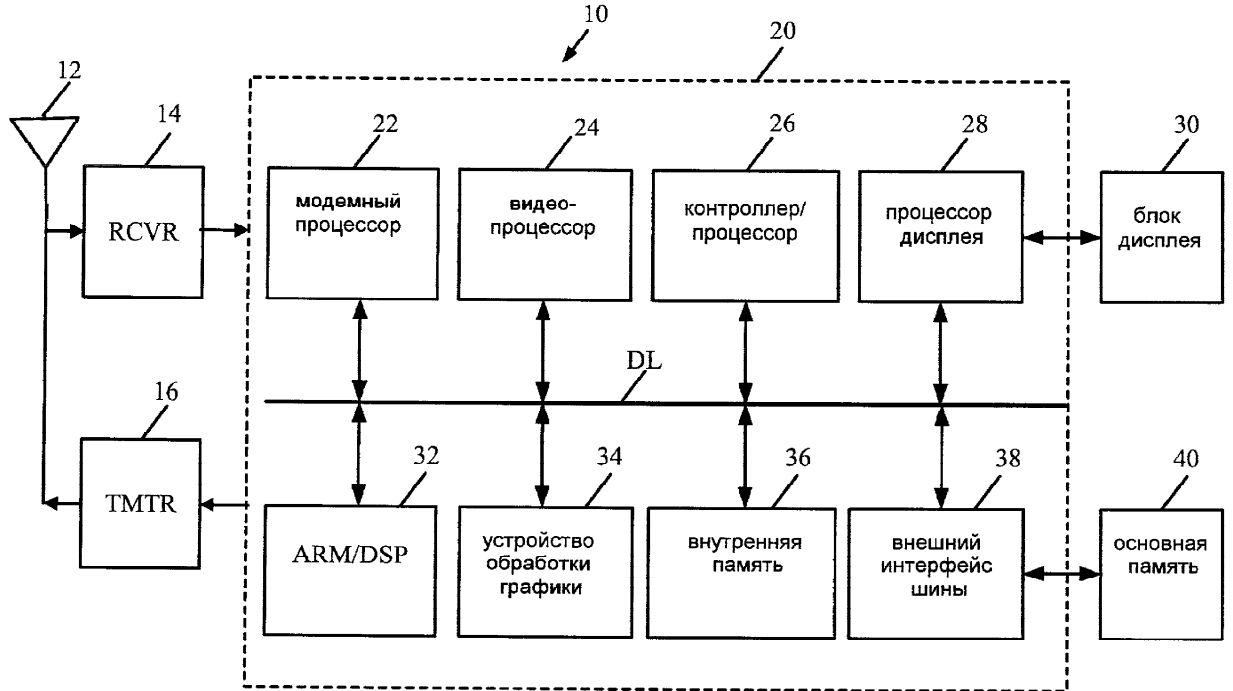 10
20
12
14
22
24
26
28
30
RCVR
модемный
процессор
видео-
процессор
контроллер/
процессор
процессор
дисплея
блок
дисплея
DL
16
32
34
36
38
40
TMTR
ARM/DSP
устройство
обработки
графики
внутренняя
память
внешний
интерфейс
шины
основная
память